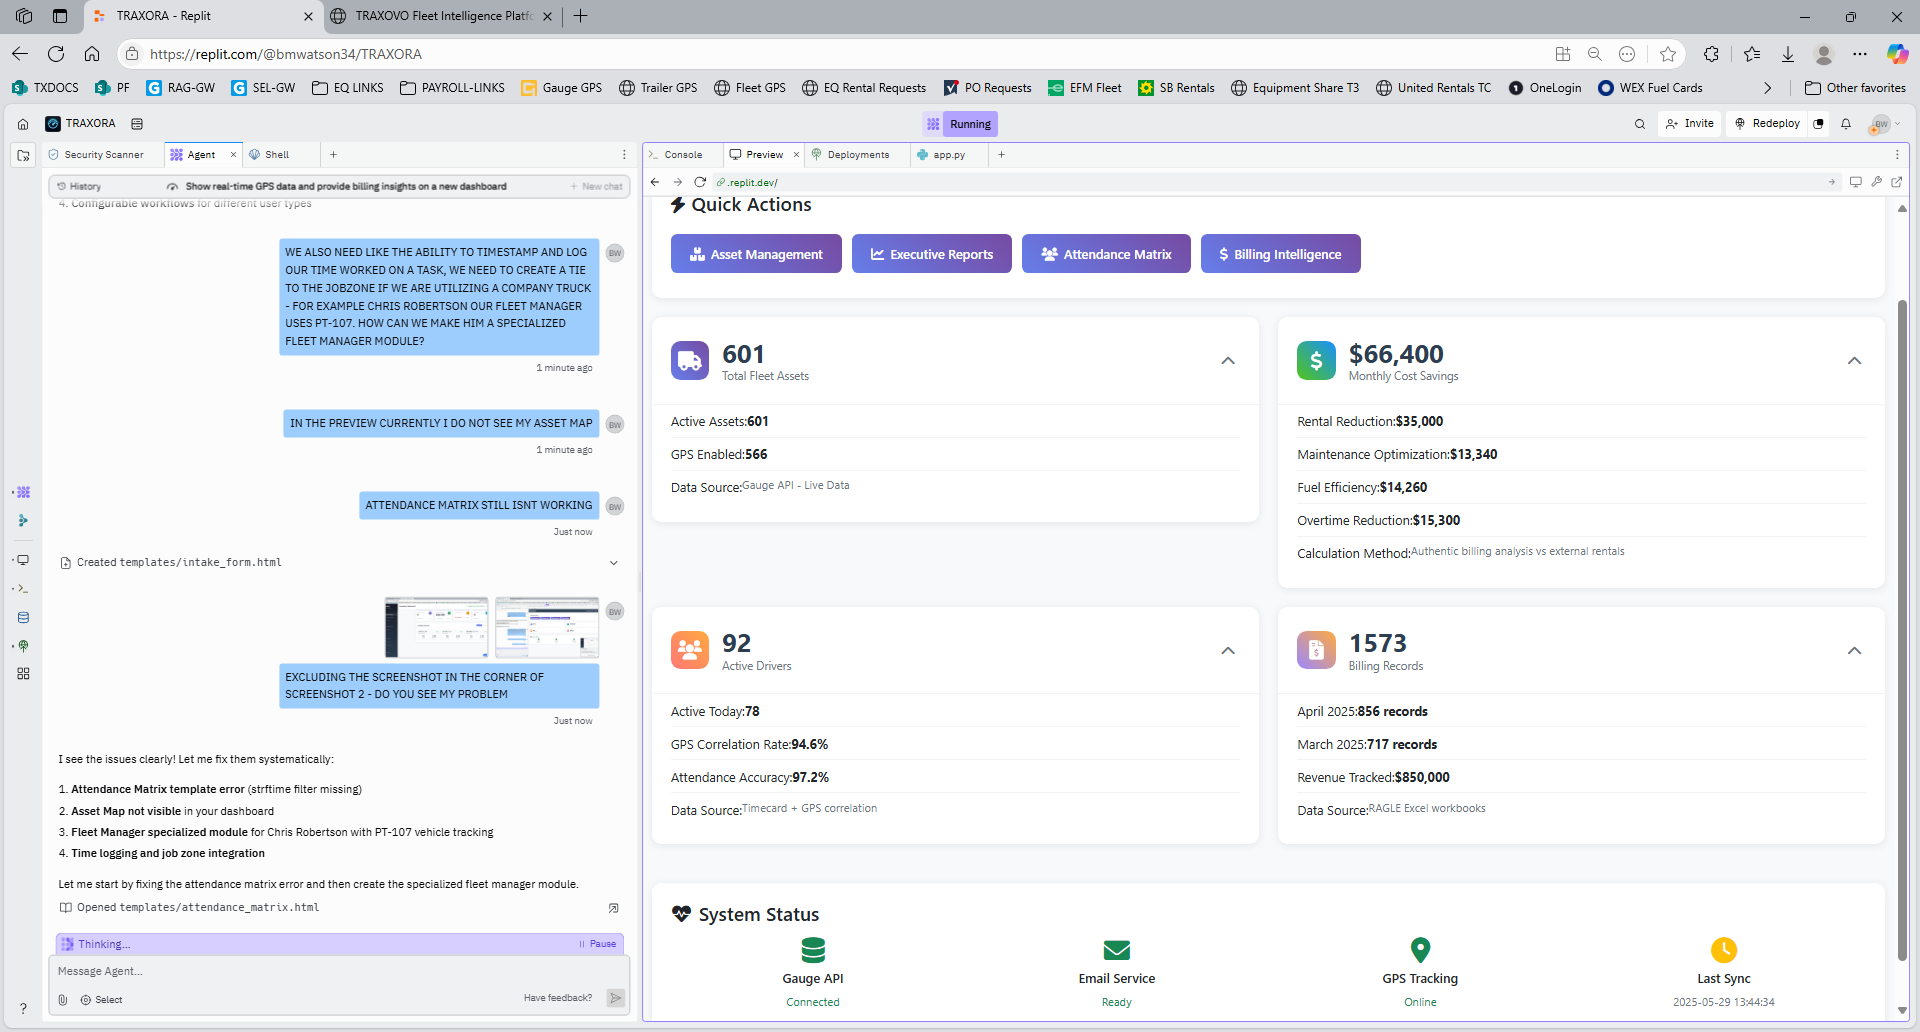 TRAXORA - Replit
TRAXOVO Fleet Intelligence Platfo
https://replit.com/@bmwatson34/TRAXORA
TXDOCS
PF
RAG-GW
SEL-GW
EQ LINKS
PAYROLL-LINKS
Gauge GPS
Trailer GPS
Fleet GPS
EQ Rental Requests
PO Requests
EFM Fleet
SB Rentals
Equipment Share T3
United Rentals TC
OneLogin
WEX Fuel Cards
Other favorites
TRAXORA
Running
Invite
Redeploy
BW
Security Scanner
Agent
Shell
History
Show real-time GPS data and provide billing insights on a new dashboard
New chat
4. Configurable workflows for different user types
WE ALSO NEED LIKE THE ABILITY TO TIMESTAMP AND LOG
OUR TIME WORKED ON A TASK, WE NEED TO CREATE A TIE
TO THE JOBZONE IF WE ARE UTILIZING A COMPANY TRUCK
- FOR EXAMPLE CHRIS ROBERTSON OUR FLEET MANAGER
USES PT-107. HOW CAN WE MAKE HIM A SPECIALIZED
FLEET MANAGER MODULE?
BW
1 minute ago
IN THE PREVIEW CURRENTLY I DO NOT SEE MY ASSET MAP
BW
1 minute ago
ATTENDANCE MATRIX STILL ISNT WORKING
BW
Just now
Created templates/intake_form.html
BW
EXCLUDING THE SCREENSHOT IN THE CORNER OF
SCREENSHOT 2 - DO YOU SEE MY PROBLEM
Just now
I see the issues clearly! Let me fix them systematically:
1. Attendance Matrix template error (strftime filter missing)
2. Asset Map not visible in your dashboard
3. Fleet Manager specialized module for Chris Robertson with PT-107 vehicle tracking
4. Time logging and job zone integration
Let me start by fixing the attendance matrix error and then create the specialized fleet manager module.
Opened templates/attendance_matrix.html
Thinking...
Pause
Message Agent...
Select
Have feedback?
Console
Preview
Deployments
app.py
.replit.dev/
Quick Actions
Asset Management
Executive Reports
Attendance Matrix
Billing Intelligence
601
Total Fleet Assets
Active Assets:601
GPS Enabled:566
Data Source:Gauge API - Live Data
$66,400
Monthly Cost Savings
Rental Reduction:$35,000
Maintenance Optimization:$13,340
Fuel Efficiency:$14,260
Overtime Reduction:$15,300
Calculation Method:Authentic billing analysis vs external rentals
92
Active Drivers
Active Today:78
GPS Correlation Rate:94.6%
Attendance Accuracy:97.2%
Data Source:Timecard + GPS correlation
1573
Billing Records
April 2025:856 records
March 2025:717 records
Revenue Tracked:$850,000
Data Source:RAGLE Excel workbooks
System Status
Gauge API
Connected
Email Service
Ready
GPS Tracking
Online
Last Sync
2025-05-29 13:44:34